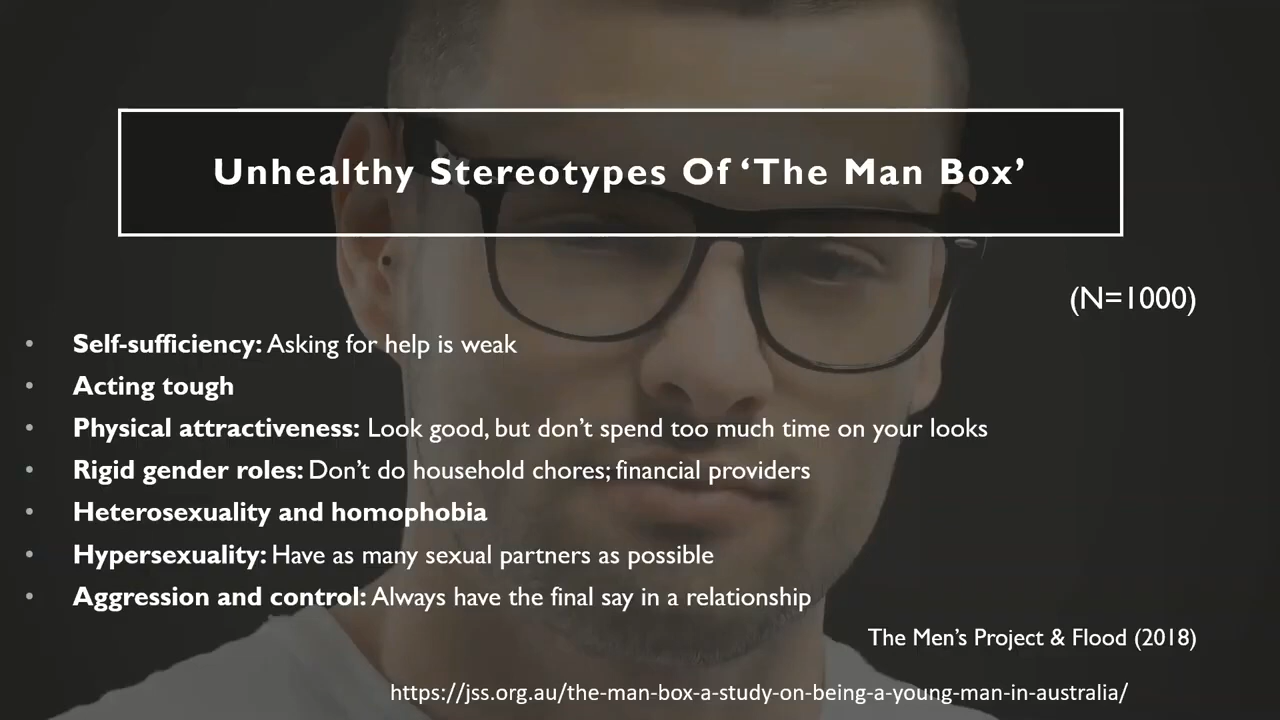 Unhealthy Stereotypes Of ‘The Man Box’
(N=1000)
• Self-sufficiency: Asking for help is weak
• Acting tough
• Physical attractiveness: Look good, but don’t spend too much time on your looks
• Rigid gender roles: Don’t do household chores; financial providers
• Heterosexuality and homophobia
• Hypersexuality: Have as many sexual partners as possible
• Aggression and control: Always have the final say in a relationship
The Men’s Project & Flood (2018)
https://jss.org.au/the-man-box-a-study-on-being-a-young-man-in-australia/